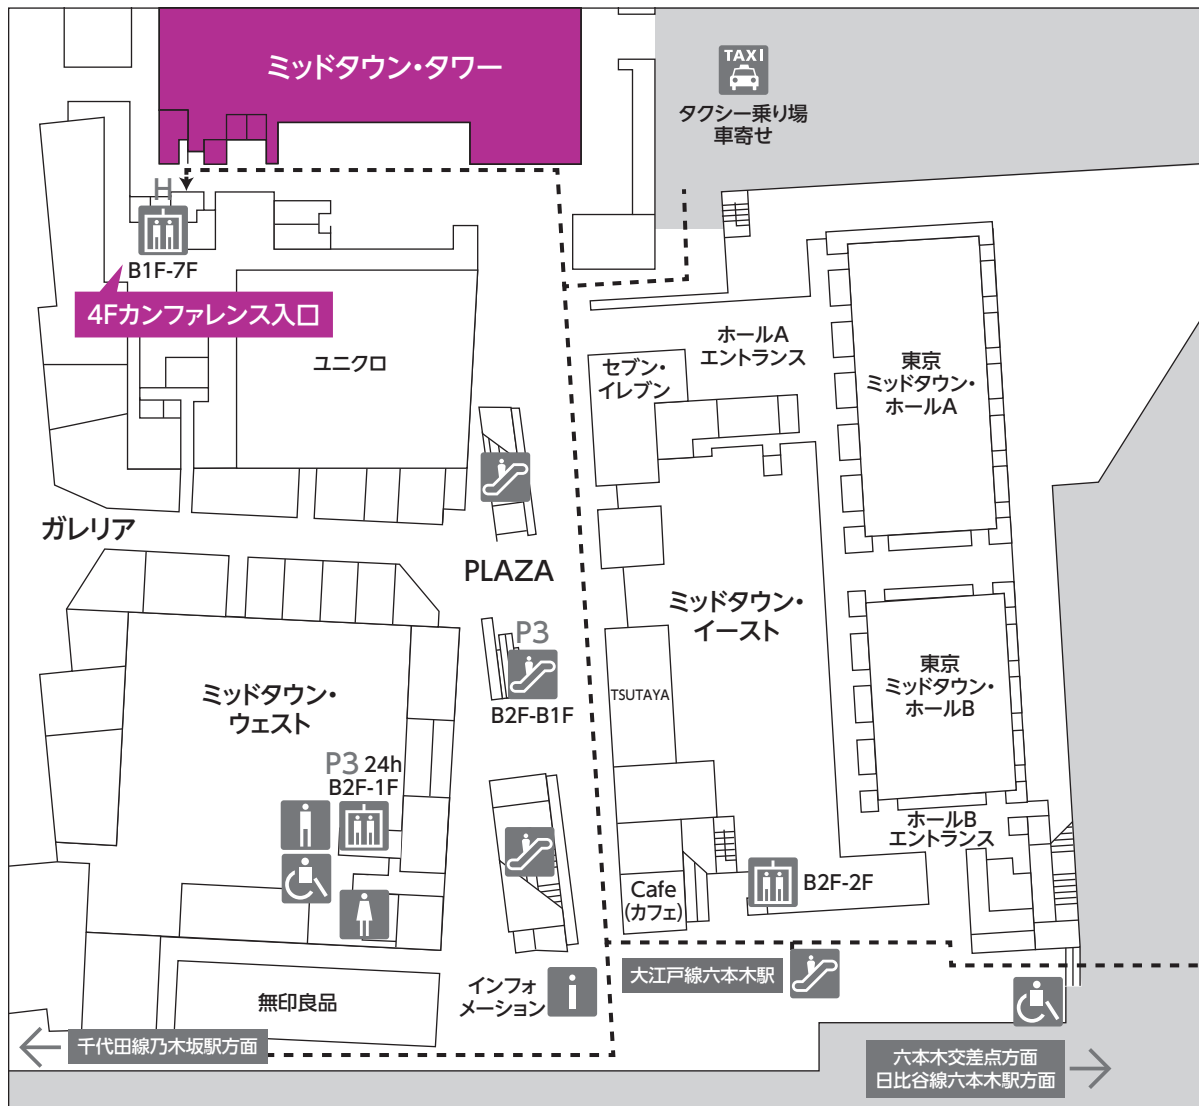 ミッドタウン・タワー
TAXI
タクシー乗り場
車寄せ
H
B1F-7F
4Fカンファレンス入口
ユニクロ
ホールA
エントランス
セブン・
イレブン
東京
ミッドタウン・
ホールA
ガレリア
PLAZA
ミッドタウン・
イースト
P3
B2F-B1F
TSUTAYA
東京
ミッドタウン・
ホールB
ミッドタウン・
ウェスト
P3 24h
B2F-1F
ホールB
エントランス
B2F-2F
Cafe
(カフェ)
大江戸線六本木駅
インフォ
メーション
i
無印良品
千代田線乃木坂駅方面
六本木交差点方面
日比谷線六本木駅方面